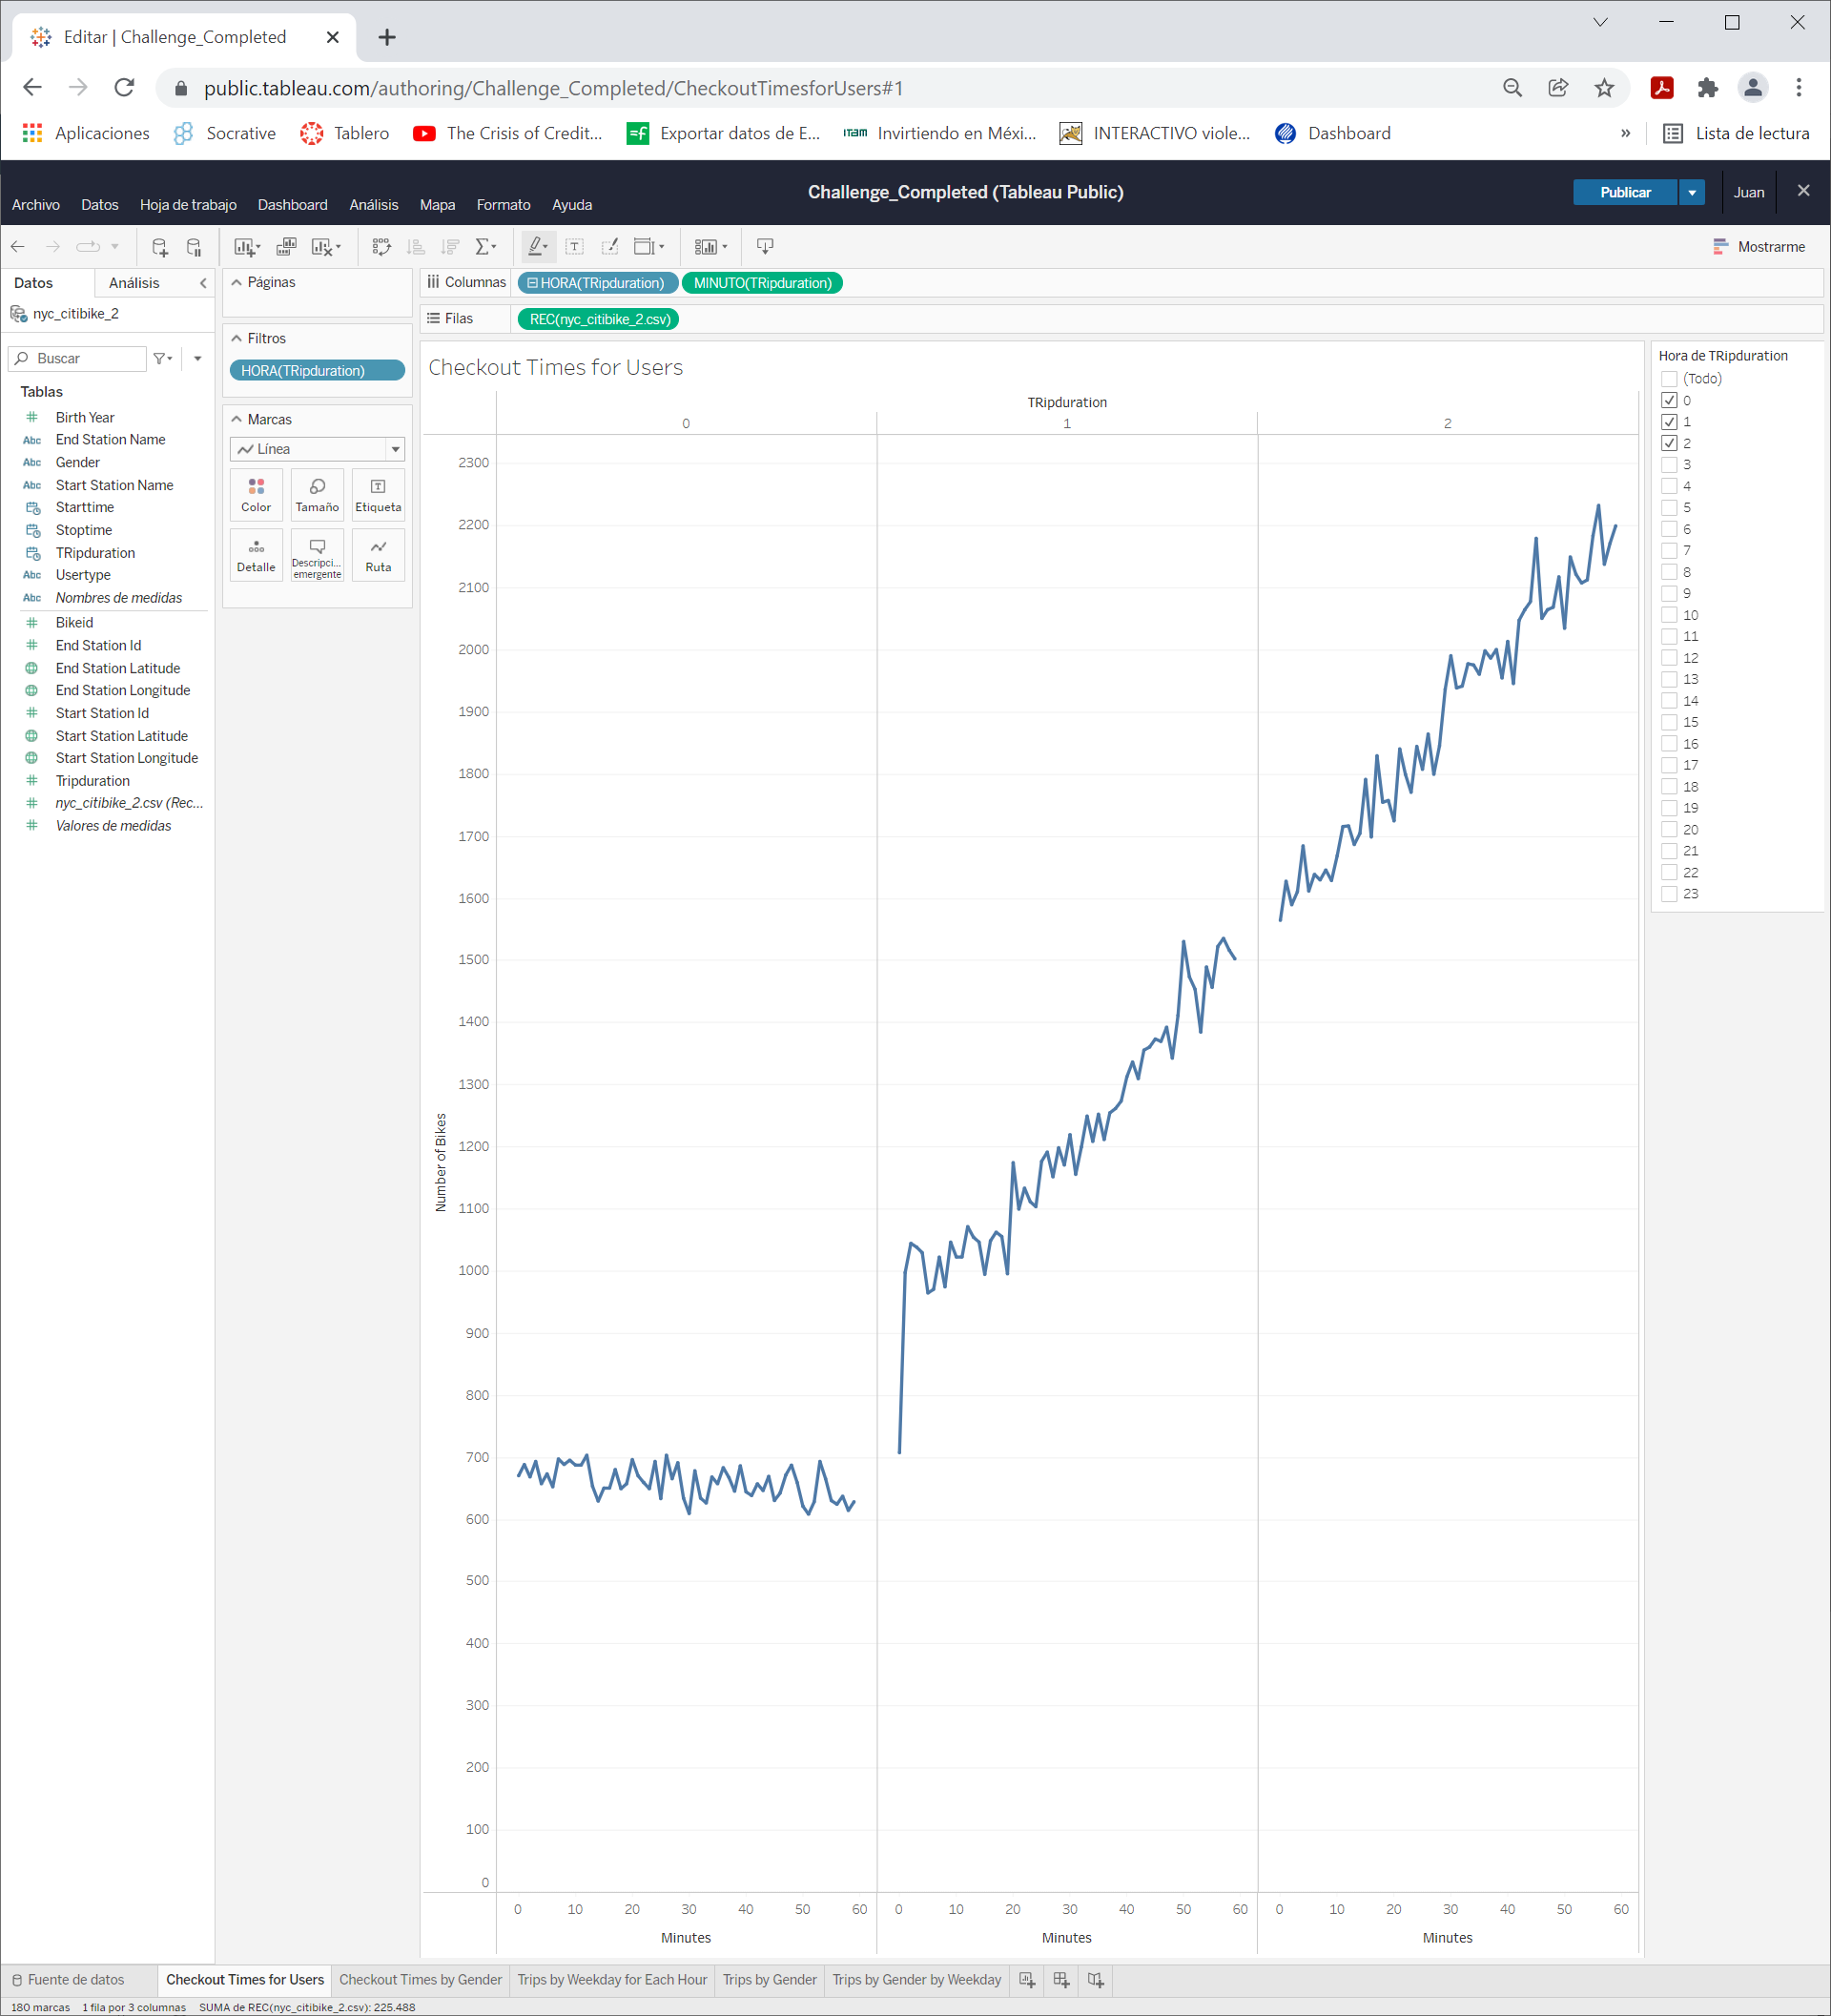 Editar | Challenge_Completed
public.tableau.com/authoring/Challenge_Completed/CheckoutTimesforUsers#1
Aplicaciones Socrative Tablero The Crisis of Credit... Exportar datos de E... ITAM Invirtiendo en Méxi... INTERACTIVO viole... Dashboard » Lista de lectura
Challenge_Completed (Tableau Public)
Publicar Juan
Archivo Datos Hoja de trabajo Dashboard Análisis Mapa Formato Ayuda
Mostrarme
Datos Análisis
nyc_citibike_2
Buscar
Tablas
Birth Year
Abc End Station Name
Abc Gender
Abc Start Station Name
Starttime
Stoptime
TRipduration
Abc Usertype
Abc Nombres de medidas
Bikeid
End Station Id
End Station Latitude
End Station Longitude
Start Station Id
Start Station Latitude
Start Station Longitude
Tripduration
nyc_citibike_2.csv (Rec...
Valores de medidas
Páginas
Filtros
HORA(TRipduration)
Marcas
Línea
Color Tamaño Etiqueta
Detalle Descripci... emergente Ruta
Columnas HORA(TRipduration) MINUTO(TRipduration)
Filas REC(nyc_citibike_2.csv)
Checkout Times for Users
TRipduration
0 1 2
2300
2200
2100
2000
1900
1800
1700
1600
1500
1400
1300
1200
1100
1000
900
800
700
600
500
400
300
200
100
0
Number of Bikes
0 10 20 30 40 50 60 0 10 20 30 40 50 60 0 10 20 30 40 50 60
Minutes Minutes Minutes
Hora de TRipduration
(Todo)
0
1
2
3
4
5
6
7
8
9
10
11
12
13
14
15
16
17
18
19
20
21
22
23
Fuente de datos Checkout Times for Users Checkout Times by Gender Trips by Weekday for Each Hour Trips by Gender Trips by Gender by Weekday
180 marcas 1 fila por 3 columnas SUMA de REC(nyc_citibike_2.csv): 225.488